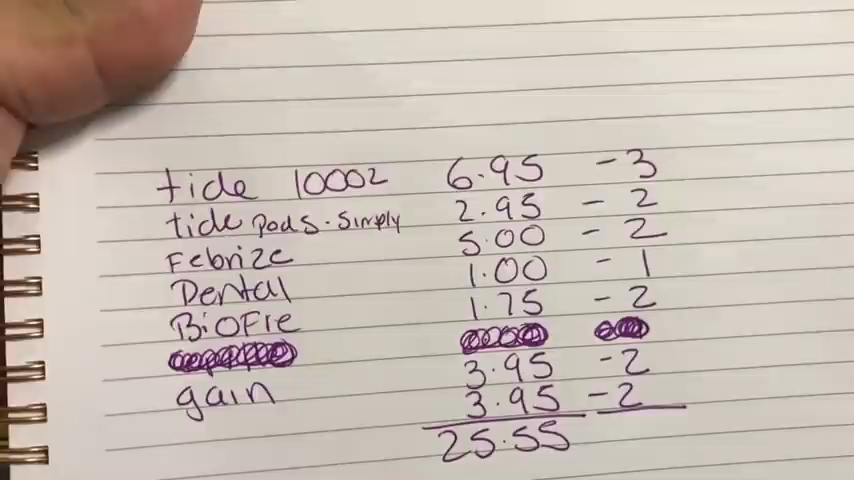 tide 100oz 6.95 - 3
tide pods. Simply 2.95 - 2
Febrize 5.00 - 2
Dental 1.00 - 1
BiOFie 1.75 - 2
3.95 - 2
gain 3.95 - 2
25.55